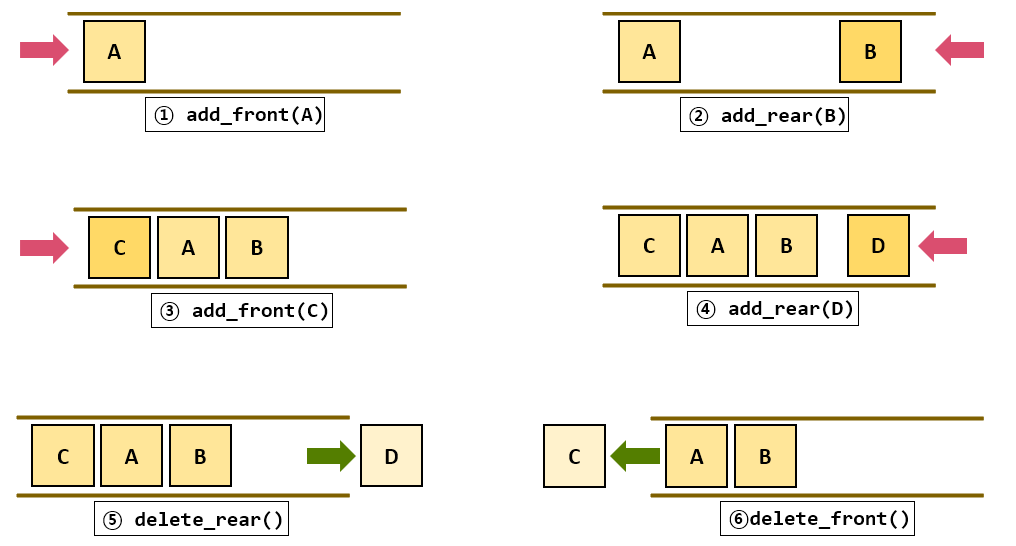 A
① add_front(A)
A B
② add_rear(B)
C A B
③ add_front(C)
C A B D
④ add_rear(D)
C A B D
⑤ delete_rear()
C A B
⑥delete_front()